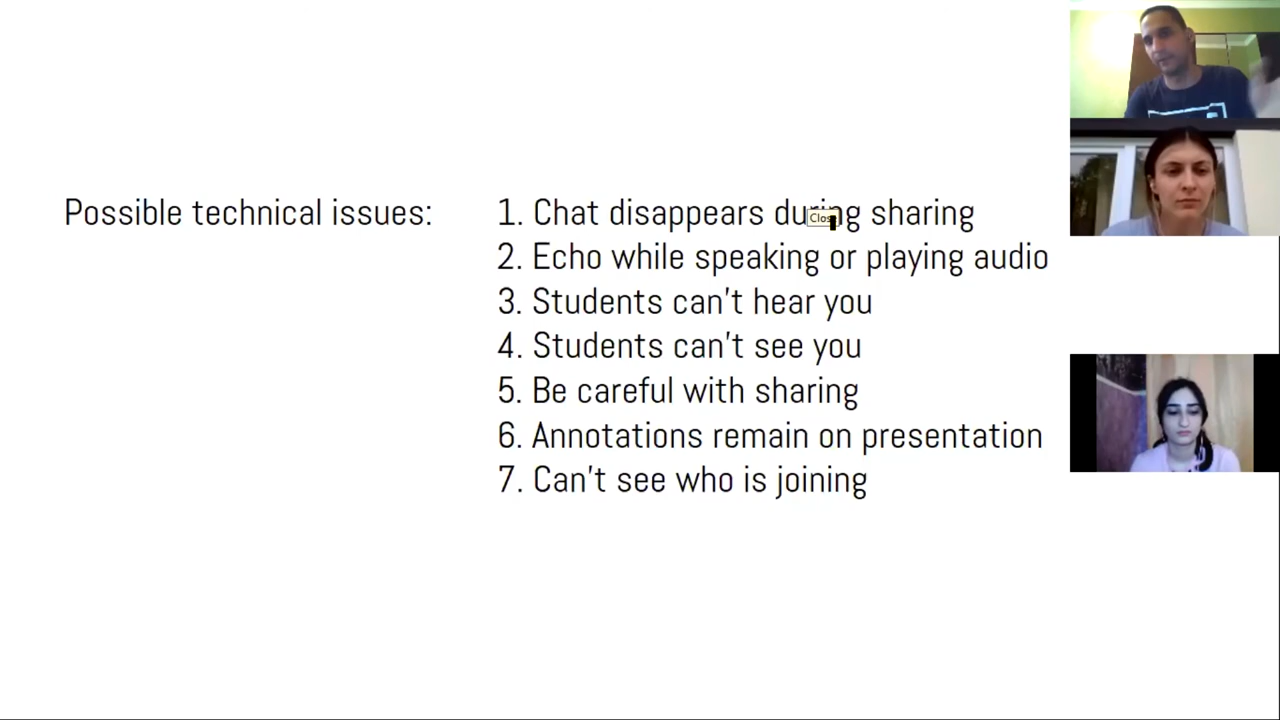 Possible technical issues:
1. Chat disappears during sharing
2. Echo while speaking or playing audio
3. Students can't hear you
4. Students can't see you
5. Be careful with sharing
6. Annotations remain on presentation
7. Can't see who is joining